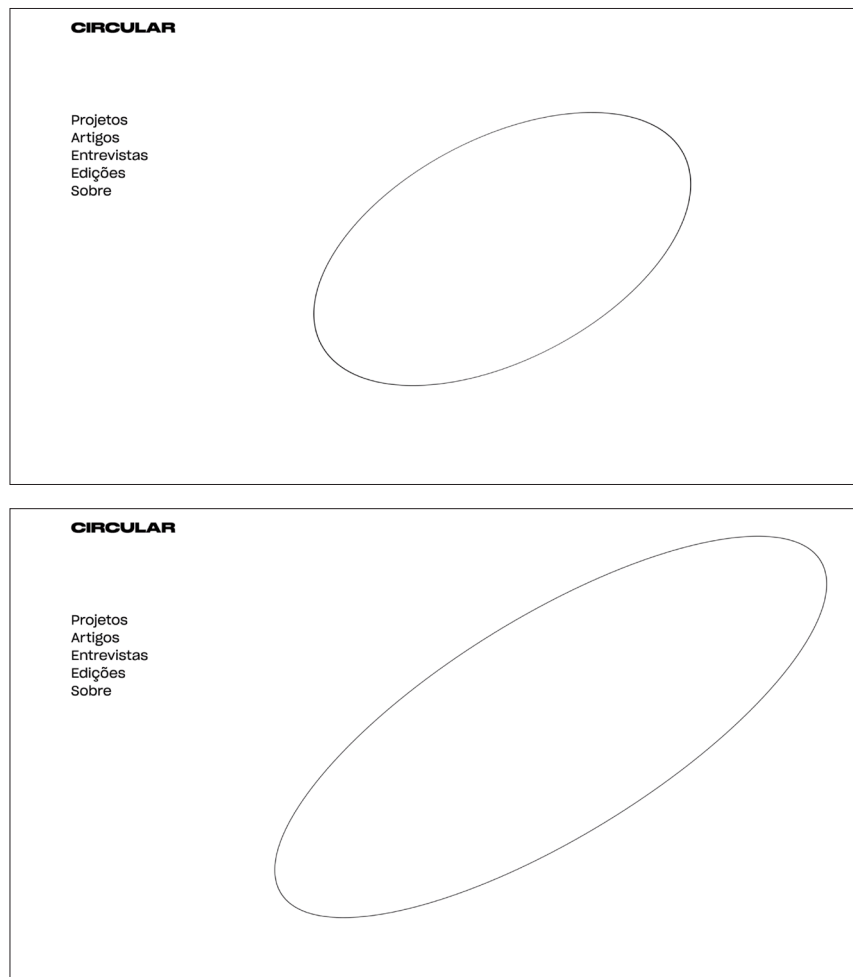 CIRCULAR
Projetos
Artigos
Entrevistas
Edições
Sobre
CIRCULAR
Projetos
Artigos
Entrevistas
Edições
Sobre